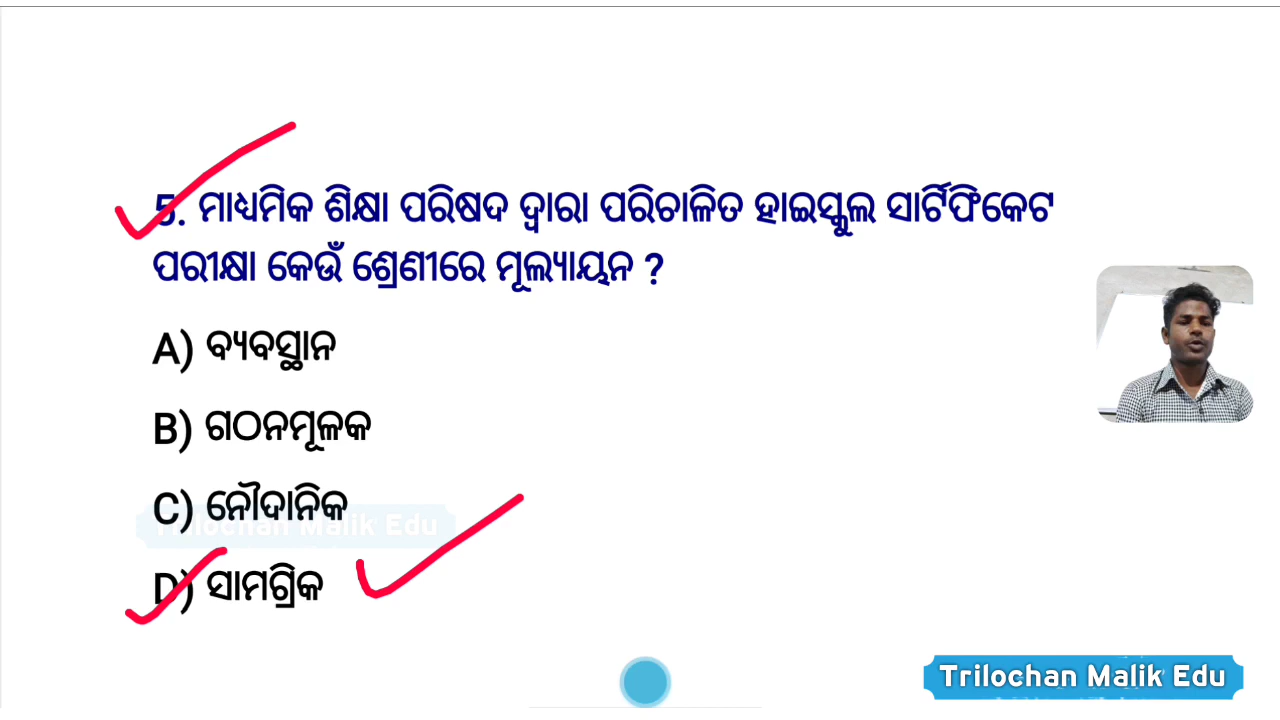 5. ମାଧ୍ୟମିକ ଶିକ୍ଷା ପରିଷଦ ଦ୍ୱାରା ପରିଚାଳିତ ହାଇସ୍କୁଲ ସାର୍ଟିଫିକେଟ
ପରୀକ୍ଷା କେଉଁ ଶ୍ରେଣୀରେ ମୂଲ୍ୟାୟନ ?
A) ବ୍ୟବସ୍ଥାନ
B) ଗଠନମୂଳକ
C) ନୌଦାନିକ
Trilochan Malik Edu
D) ସାମଗ୍ରିକ
Trilochan Malik Edu